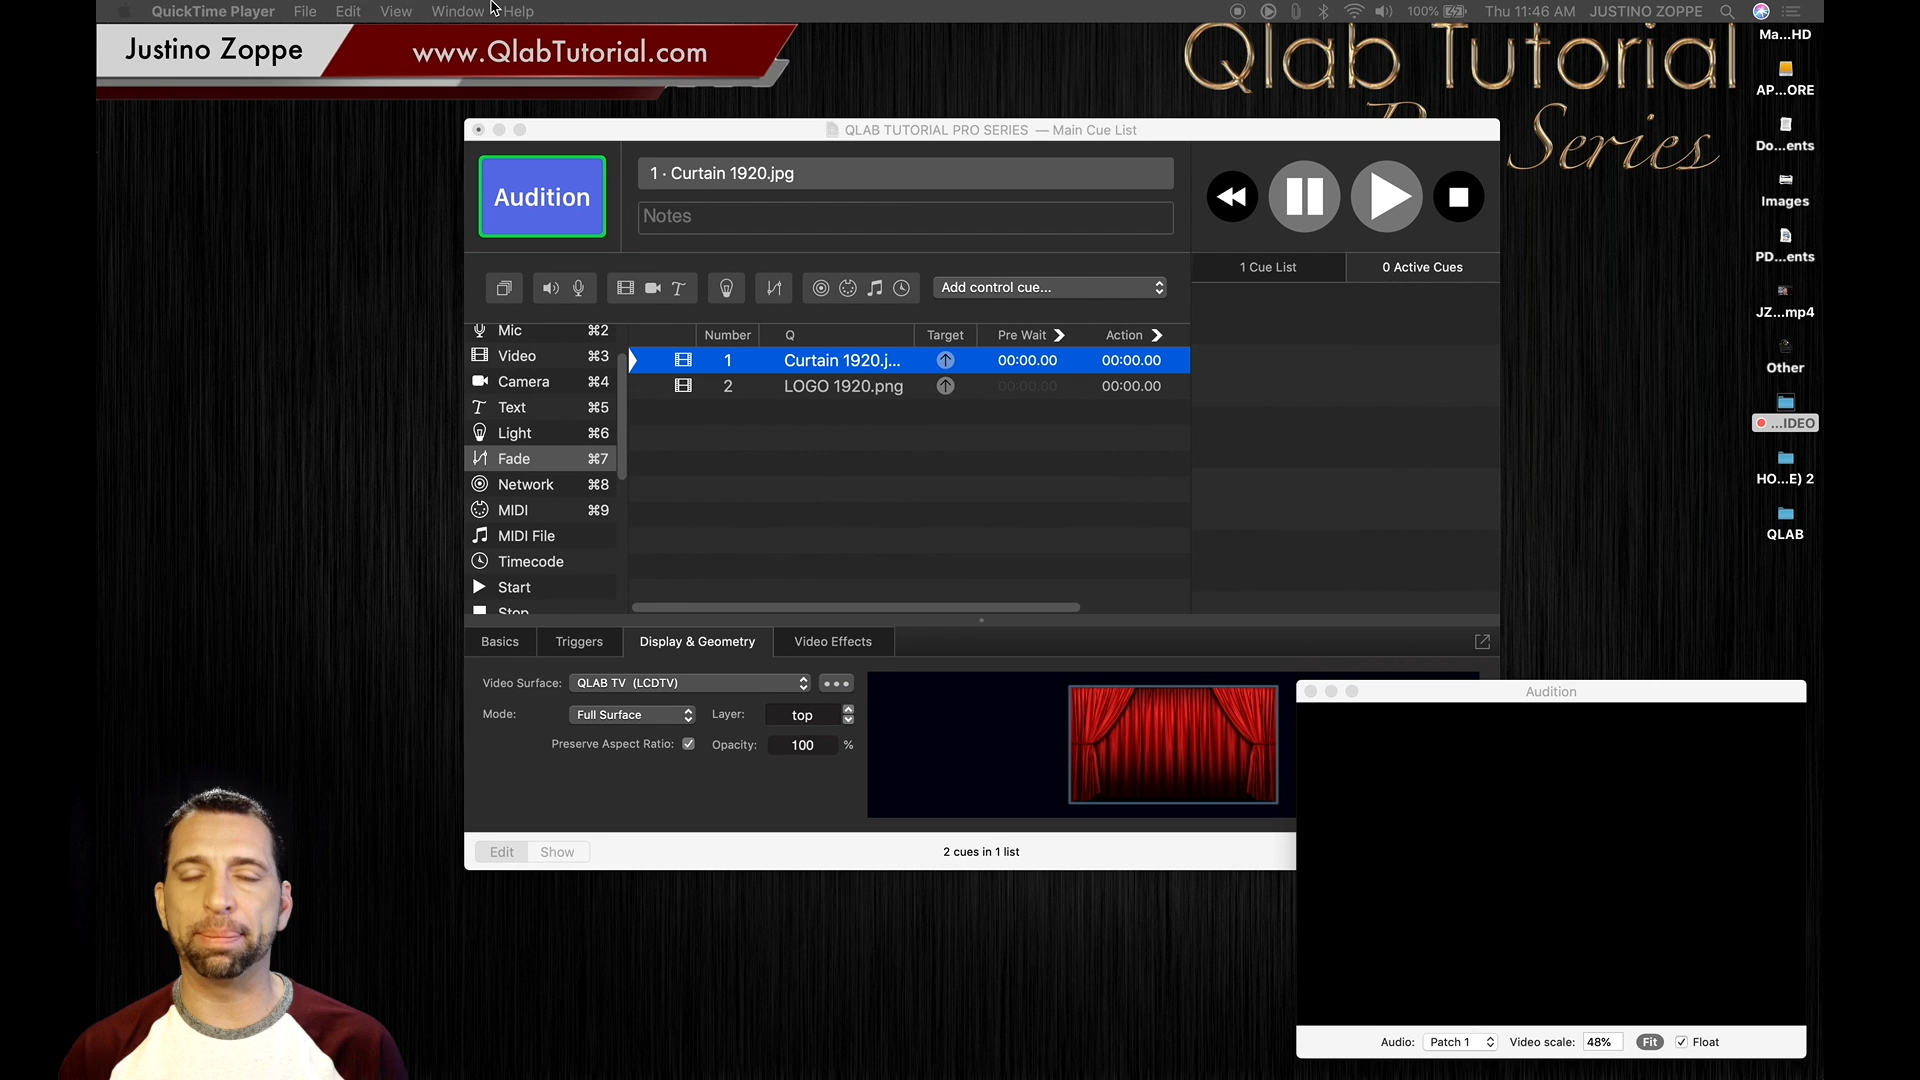 QuickTime Player File Edit View Window Help
100% Thu 11:46 AM JUSTINO ZOPPE
Justino Zoppe
www.QlabTutorial.com
Qlab Tutorial
Series
Ma...HD
AP...ORE
Do...ents
Images
PD...ents
JZ...mp4
Other
...IDEO
HO...E) 2
QLAB
QLAB TUTORIAL PRO SERIES — Main Cue List
Audition
1 · Curtain 1920.jpg
Notes
1 Cue List
0 Active Cues
Add control cue...
Number Q Target Pre Wait Action
1 Curtain 1920.j... 00:00.00 00:00.00
2 LOGO 1920.png 00:00.00 00:00.00
Mic ⌘2
Video ⌘3
Camera ⌘4
Text ⌘5
Light ⌘6
Fade ⌘7
Network ⌘8
MIDI ⌘9
MIDI File
Timecode
Start
Stop
Basics Triggers Display & Geometry Video Effects
Video Surface: QLAB TV (LCDTV)
Mode: Full Surface Layer: top
Preserve Aspect Ratio: Opacity: 100 %
Edit Show
2 cues in 1 list
Audition
Audio: Patch 1 Video scale: 48% Fit Float